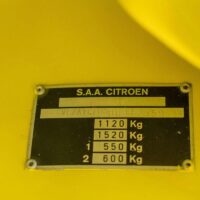 S.A.A. CITROEN
1120 Kg
1520 Kg
1 550 Kg
2 600 Kg